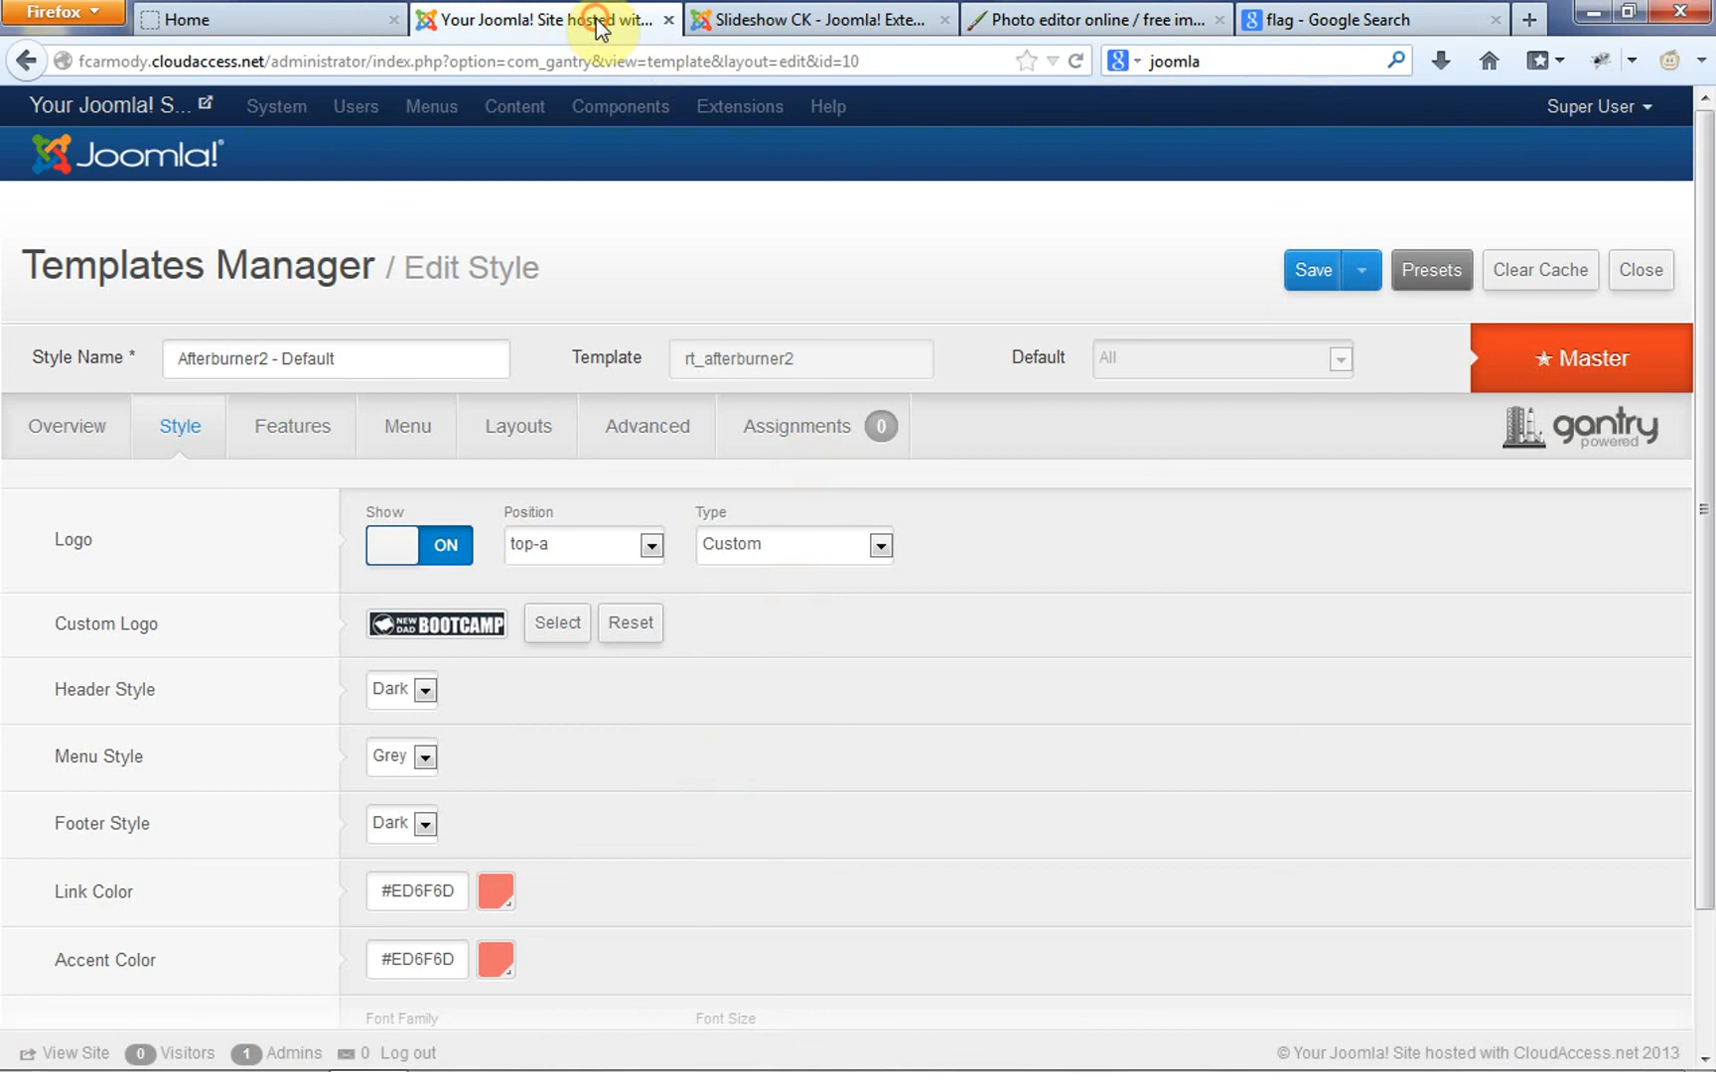 Firefox
Home
Your Joomla! Site hosted wit...
Slideshow CK - Joomla! Exte...
Photo editor online / free im...
flag - Google Search
fcarmody.cloudaccess.net/administrator/index.php?option=com_gantry&view=template&layout=edit&id=10
joomla
Your Joomla! S...
System
Users
Menus
Content
Components
Extensions
Help
Super User
Joomla!
Templates Manager / Edit Style
Save
Presets
Clear Cache
Close
Style Name *
Afterburner2 - Default
Template
rt_afterburner2
Default
All
Master
Overview
Style
Features
Menu
Layouts
Advanced
Assignments
0
gantry
powered
Show
Position
Type
Logo
ON
top-a
Custom
Custom Logo
NEW DAD BOOTCAMP
Select
Reset
Header Style
Dark
Menu Style
Grey
Footer Style
Dark
Link Color
#ED6F6D
Accent Color
#ED6F6D
Font Family
Font Size
View Site
0 Visitors
1 Admins
0
Log out
© Your Joomla! Site hosted with CloudAccess.net 2013